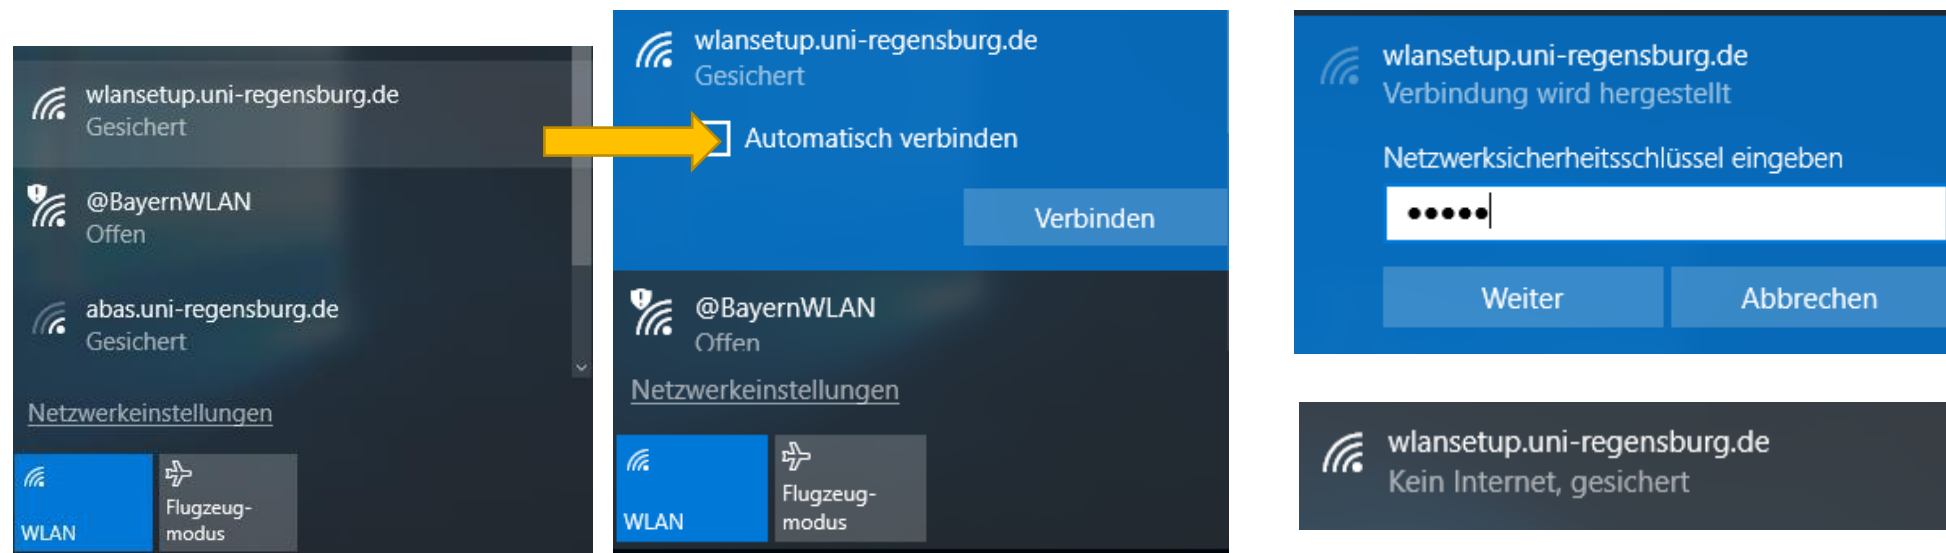 wlansetup.uni-regensburg.de
Gesichert
@BayernWLAN
Offen
abas.uni-regensburg.de
Gesichert
Netzwerkeinstellungen
WLAN
Flugzeug-
modus
wlansetup.uni-regensburg.de
Gesichert
Automatisch verbinden
Verbinden
@BayernWLAN
Offen
Netzwerkeinstellungen
WLAN
Flugzeug-
modus
wlansetup.uni-regensburg.de
Verbindung wird hergestellt
Netzwerksicherheitsschlüssel eingeben
●●●●●
Weiter Abbrechen
wlansetup.uni-regensburg.de
Kein Internet, gesichert